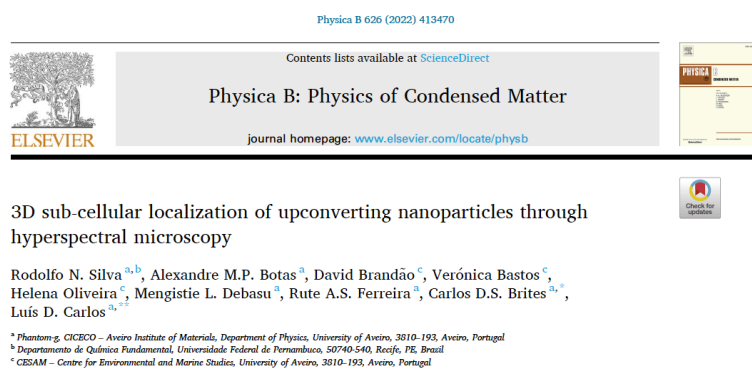 Physica B 626 (2022) 413470
Contents lists available at ScienceDirect
Physica B: Physics of Condensed Matter
journal homepage: www.elsevier.com/locate/physb
ELSEVIER
PHYSICA
Check for
updates
3D sub-cellular localization of upconverting nanoparticles through
hyperspectral microscopy
Rodolfo N. Silva a,b, Alexandre M.P. Botas a, David Brandão c, Verónica Bastos c,
Helena Oliveira c, Mengistie L. Debasu a, Rute A.S. Ferreira a, Carlos D.S. Brites a,*,
Luís D. Carlos a,**
a Phantom-g, CICECO – Aveiro Institute of Materials, Department of Physics, University of Aveiro, 3810–193, Aveiro, Portugal
b Departamento de Química Fundamental, Universidade Federal de Pernambuco, 50740-540, Recife, PE, Brazil
c CESAM – Centre for Environmental and Marine Studies, University of Aveiro, 3810–193, Aveiro, Portugal